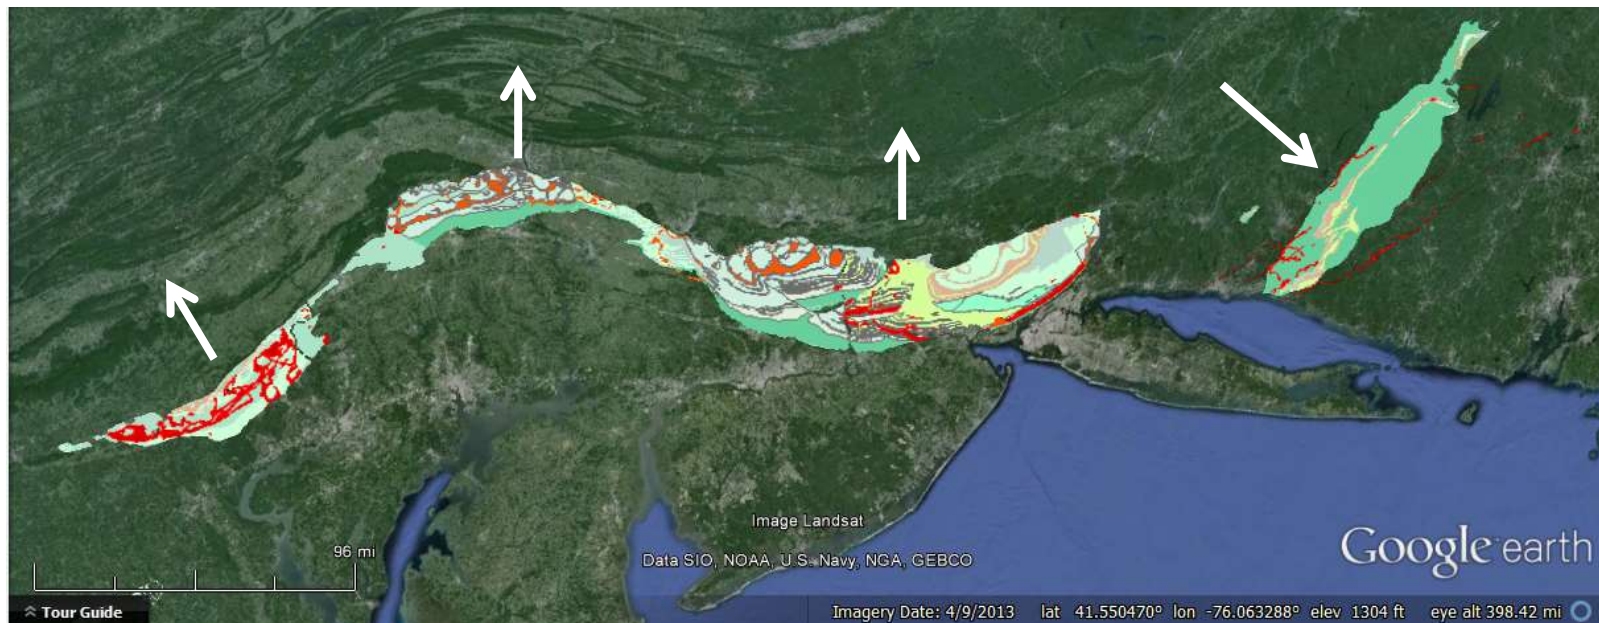 96 mi
Image Landsat
Data SIO, NOAA, U.S. Navy, NGA, GEBCO
Google earth
Tour Guide
Imagery Date: 4/9/2013 lat 41.550470° lon -76.063288° elev 1304 ft eye alt 398.42 mi